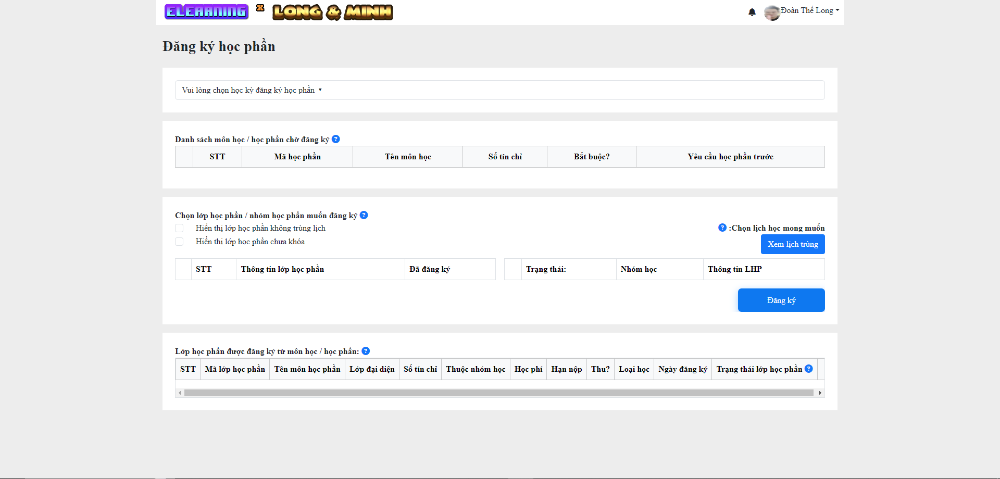 ELEARNING X LONG & MINH
Đoàn Thế Long
Đăng ký học phần
Vui lòng chọn học kỳ đăng ký học phần
Danh sách môn học / học phần chờ đăng ký ?
STT Mã học phần Tên môn học Số tín chỉ Bắt buộc? Yêu cầu học phần trước
Chọn lớp học phần / nhóm học phần muốn đăng ký ?
Hiển thị lớp học phần không trùng lịch
? :Chọn lịch học mong muốn
Hiển thị lớp học phần chưa khóa
Xem lịch trùng
STT Thông tin lớp học phần Đã đăng ký
Trạng thái: Nhóm học Thông tin LHP
Đăng ký
Lớp học phần được đăng ký từ môn học / học phần: ?
STT Mã lớp học phần Tên môn học phần Lớp đại diện Số tín chỉ Thuộc nhóm học Học phí Hạn nộp Thu? Loại học Ngày đăng ký Trạng thái lớp học phần ?